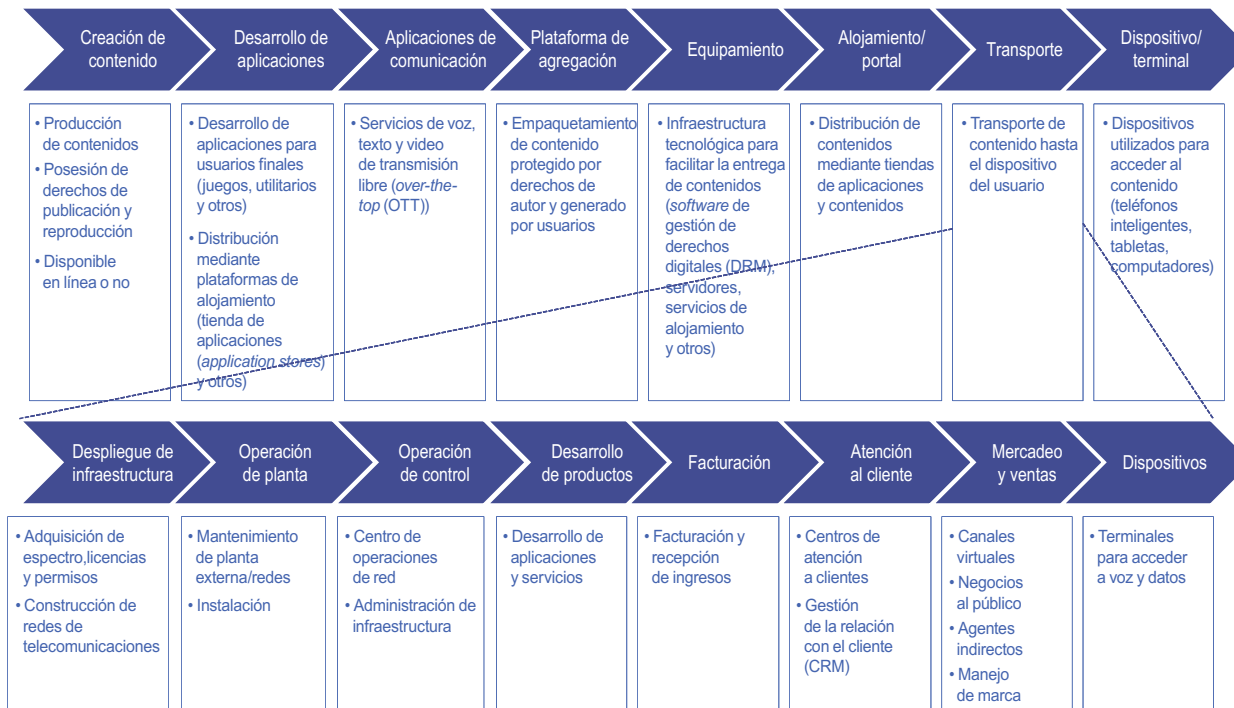 Creación de
contenido
Desarrollo de
aplicaciones
Aplicaciones de
comunicación
Plataforma de
agregación
Equipamiento
Alojamiento/
portal
Transporte
Dispositivo/
terminal
• Producción
de contenidos
• Posesión de
derechos de
publicación y
reproducción
• Disponible
en línea o no
• Desarrollo de
aplicaciones para
usuarios finales
(juegos, utilitarios
y otros)
• Distribución
mediante
plataformas de
alojamiento
(tienda de
aplicaciones
(application stores)
y otros)
• Servicios de voz,
texto y video
de transmisión
libre (over-the-
top (OTT))
• Empaquetamiento
de contenido
protegido por
derechos de
autor y generado
por usuarios
• Infraestructura
tecnológica para
facilitar la entrega
de contenidos
(software de
gestión de
derechos
digitales (DRM),
servidores,
servicios de
alojamiento
y otros)
• Distribución de
contenidos
mediante tiendas
de aplicaciones
y contenidos
• Transporte de
contenido hasta
el dispositivo
del usuario
• Dispositivos
utilizados para
acceder al
contenido
(teléfonos
inteligentes,
tabletas,
computadores)
Despliegue de
infraestructura
Operación
de planta
Operación
de control
Desarrollo
de productos
Facturación
Atención
al cliente
Mercadeo
y ventas
Dispositivos
• Adquisición de
espectro,licencias
y permisos
• Construcción de
redes de
telecomunicaciones
• Mantenimiento
de planta
externa/redes
• Instalación
• Centro de
operaciones
de red
• Administración de
infraestructura
• Desarrollo de
aplicaciones
y servicios
• Facturación y
recepción
de ingresos
• Centros de
atención
a clientes
• Gestión
de la relación
con el cliente
(CRM)
• Canales
virtuales
• Negocios
al público
• Agentes
indirectos
• Manejo
de marca
• Terminales
para acceder
a voz y datos